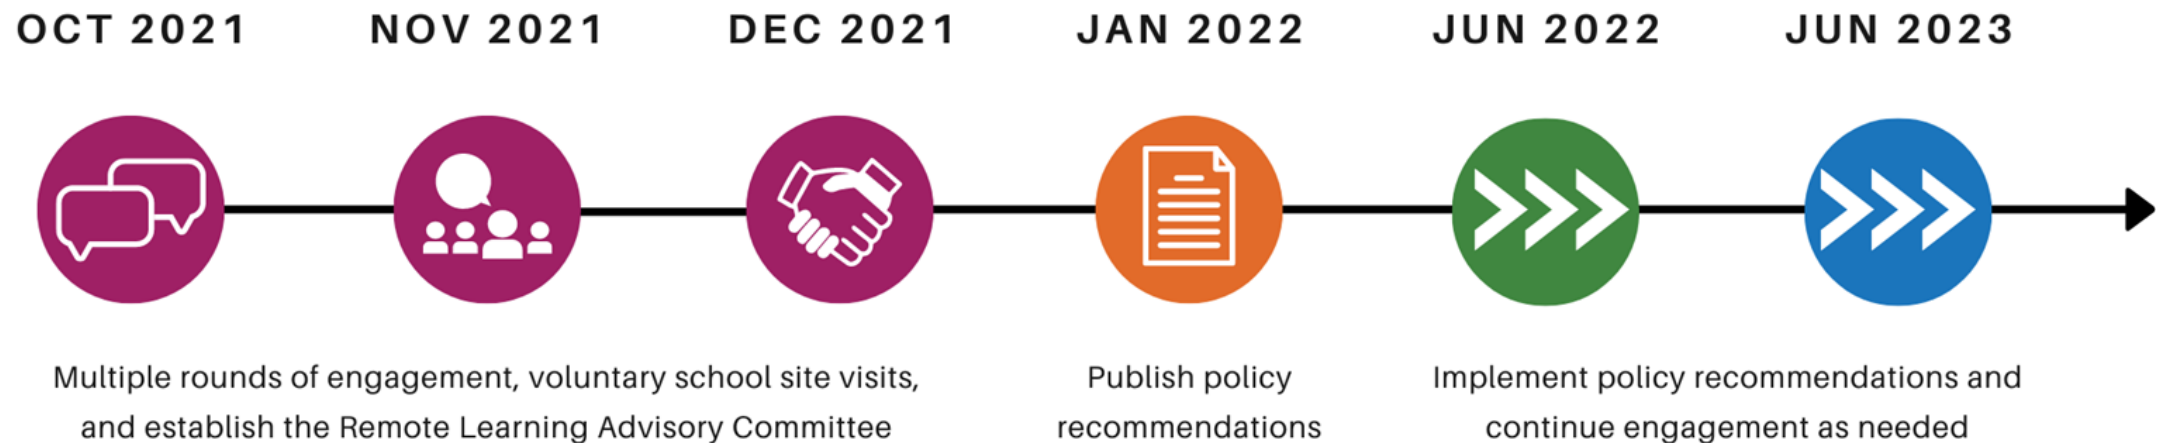 OCT 2021
NOV 2021
DEC 2021
JAN 2022
JUN 2022
JUN 2023
Multiple rounds of engagement, voluntary school site visits,
and establish the Remote Learning Advisory Committee
Publish policy
recommendations
Implement policy recommendations and
continue engagement as needed